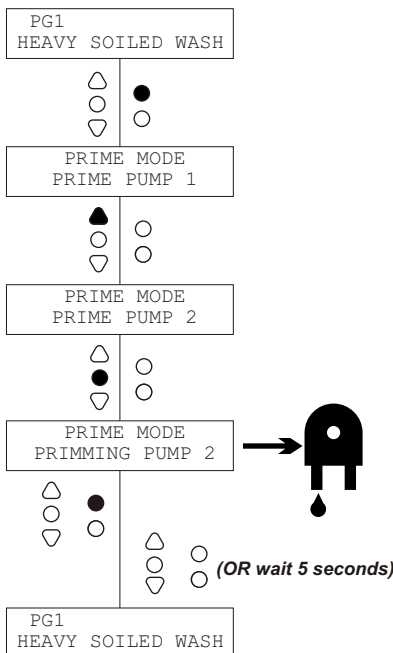 PG1
HEAVY SOILED WASH
PRIME MODE
PRIME PUMP 1
PRIME MODE
PRIME PUMP 2
PRIME MODE
PRIMMING PUMP 2
(OR wait 5 seconds)
PG1
HEAVY SOILED WASH